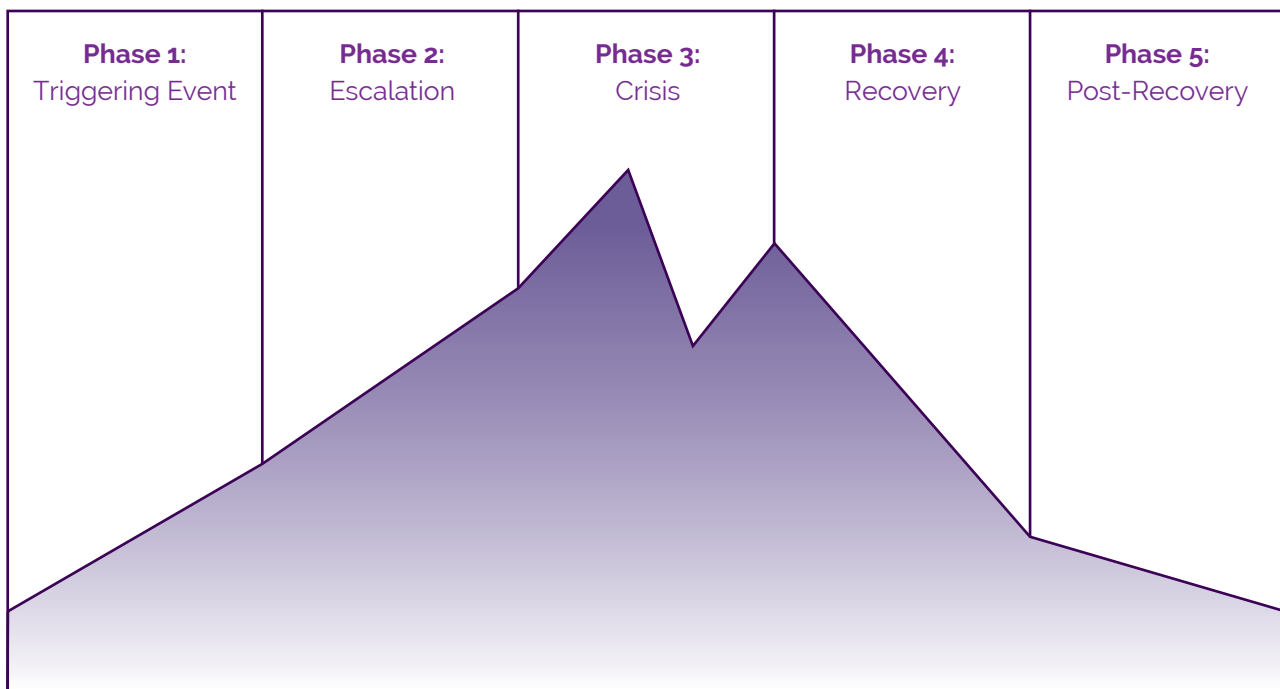 Phase 1:
Triggering Event
Phase 2:
Escalation
Phase 3:
Crisis
Phase 4:
Recovery
Phase 5:
Post-Recovery